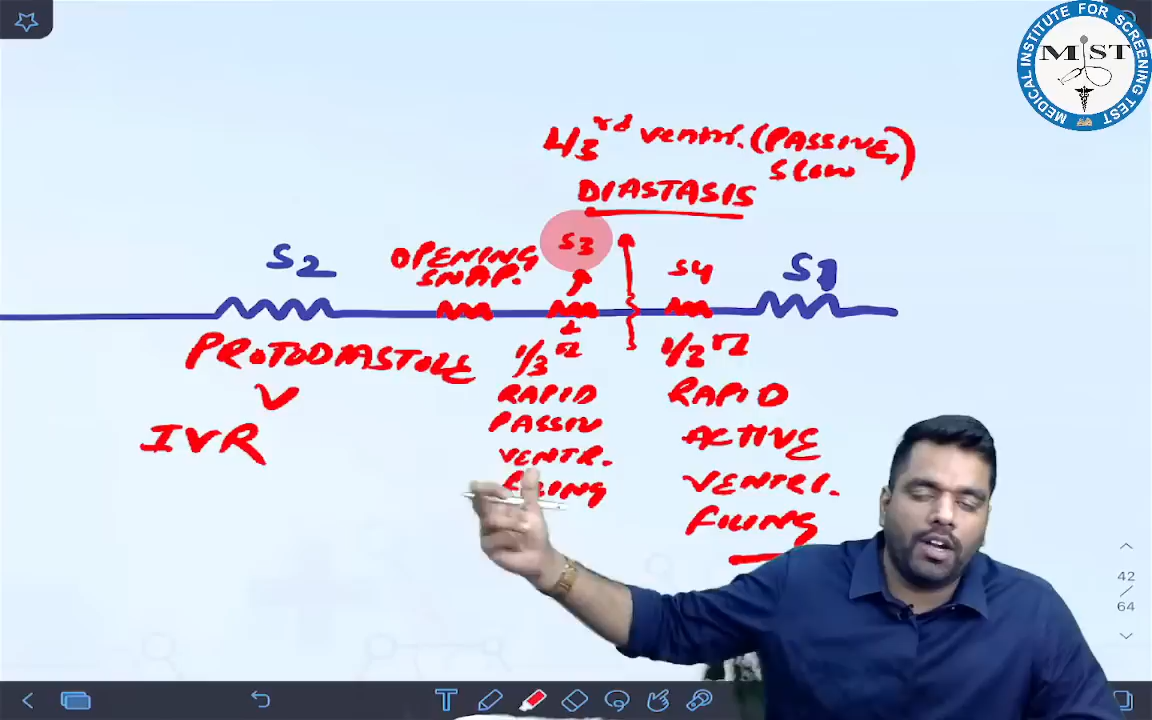 MEDICAL INSTITUTE FOR SCREENING TEST
MIST
1/3rd ventri. (PASSIVE,
slow)
DIASTASIS
S3
OPENING
SNAP.
S2
S4
S1
PROTODIASTOLE
IVR
1/3rd
RAPID
PASSIV
VENTR.
1/3rd
RAPID
ACTIVE
VENTRI.
FILING
42
/
64
T